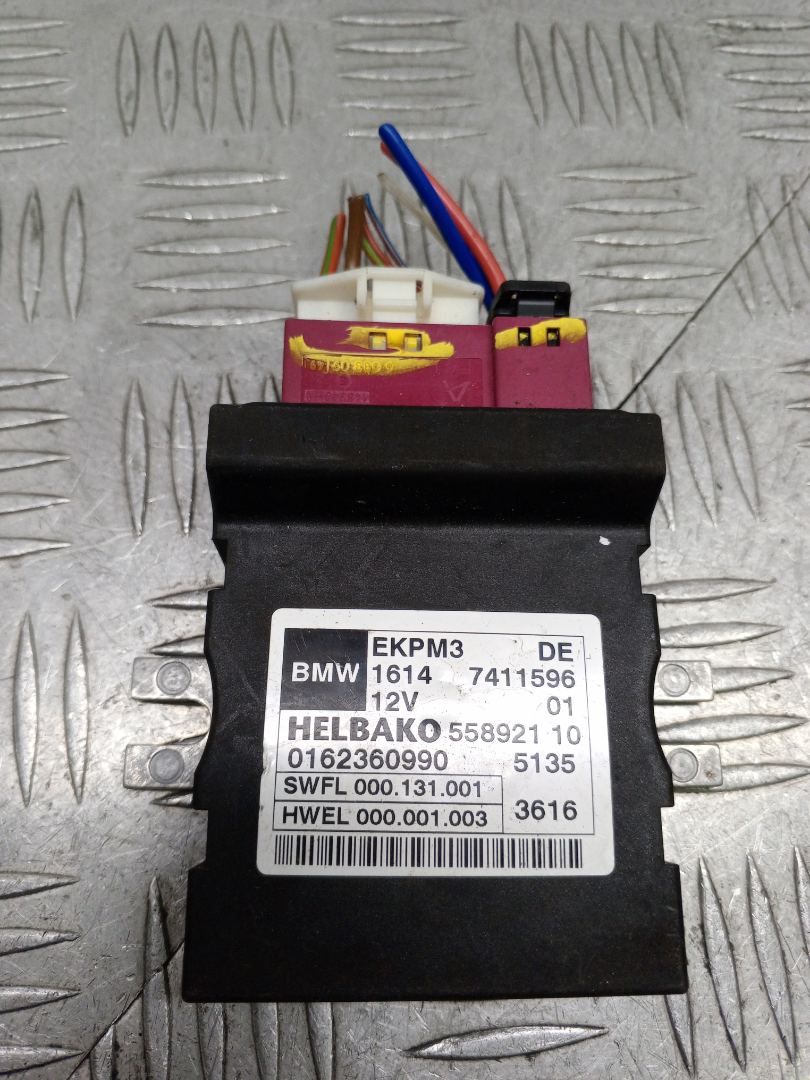 EKPM3 DE
BMW 1614 7411596
12V 01
HELBAKO 558921 10
0162360990 5135
SWFL 000.131.001
HWEL 000.001.003 3616